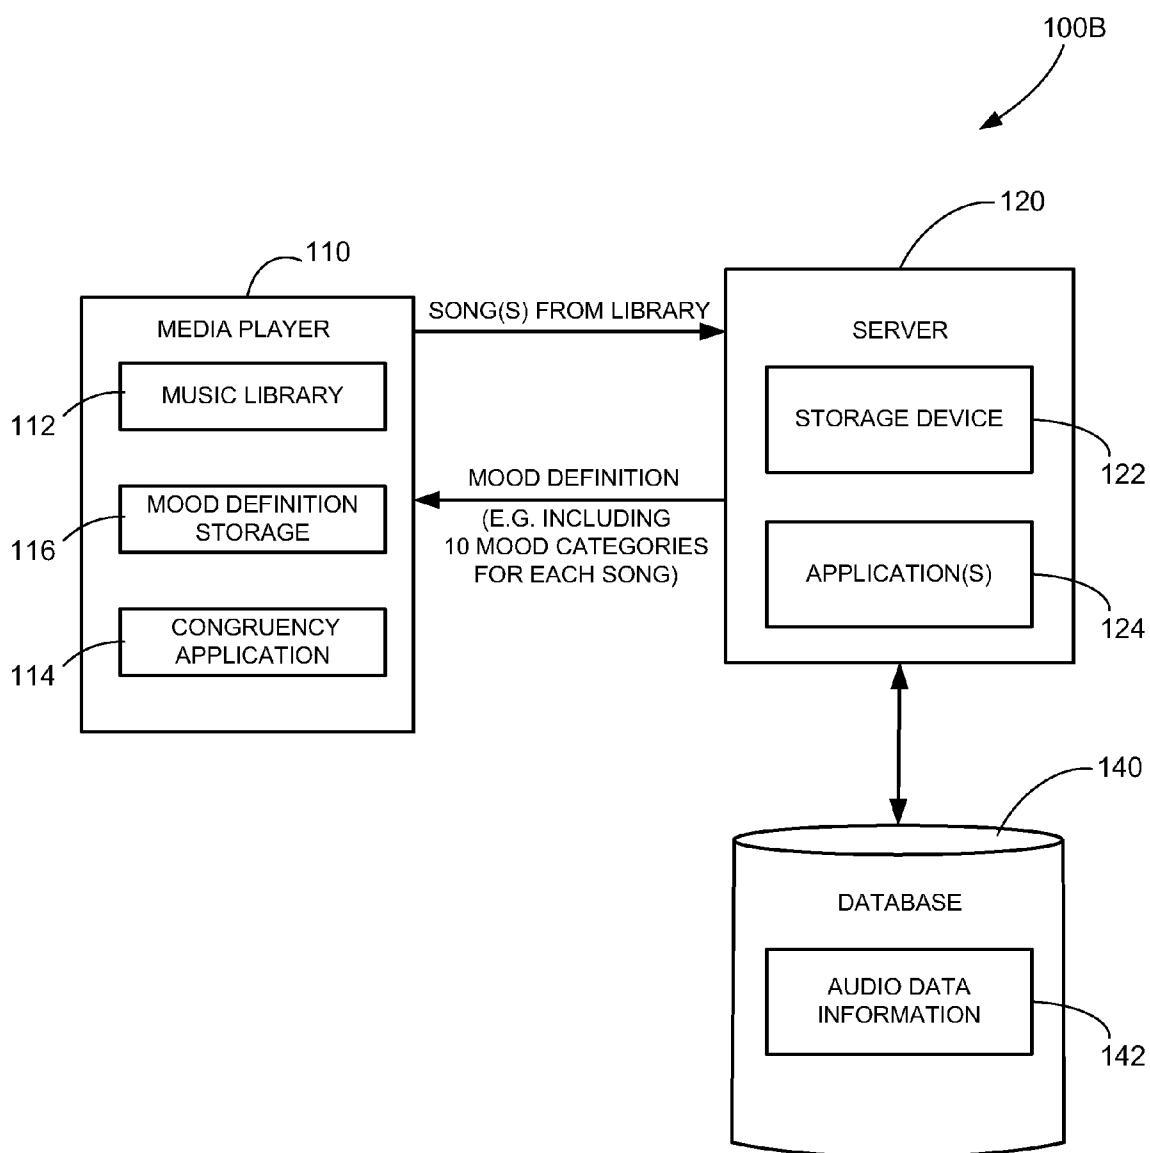 100B
120
110
MEDIA PLAYER
SONG(S) FROM LIBRARY
SERVER
MUSIC LIBRARY
112
STORAGE DEVICE
122
MOOD DEFINITION
STORAGE
116
MOOD DEFINITION
(E.G. INCLUDING
10 MOOD CATEGORIES
FOR EACH SONG)
APPLICATION(S)
124
CONGRUENCY
APPLICATION
114
140
DATABASE
AUDIO DATA
INFORMATION
142